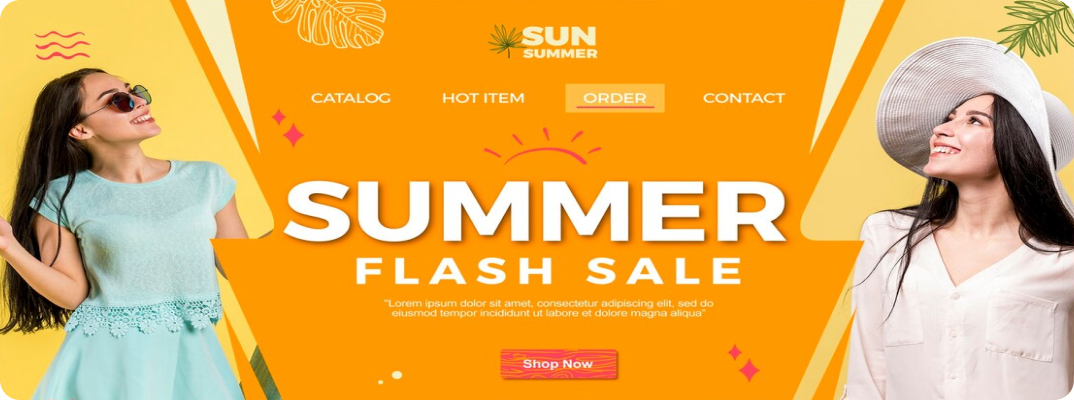 SUN
SUMMER
CATALOG HOT ITEM ORDER CONTACT
SUMMER
FLASH SALE
"Lorem ipsum dolor sit amet, consectetur adipiscing elit, sed do
eiusmod tempor incididunt ut labore et dolore magna aliqua"
Shop Now